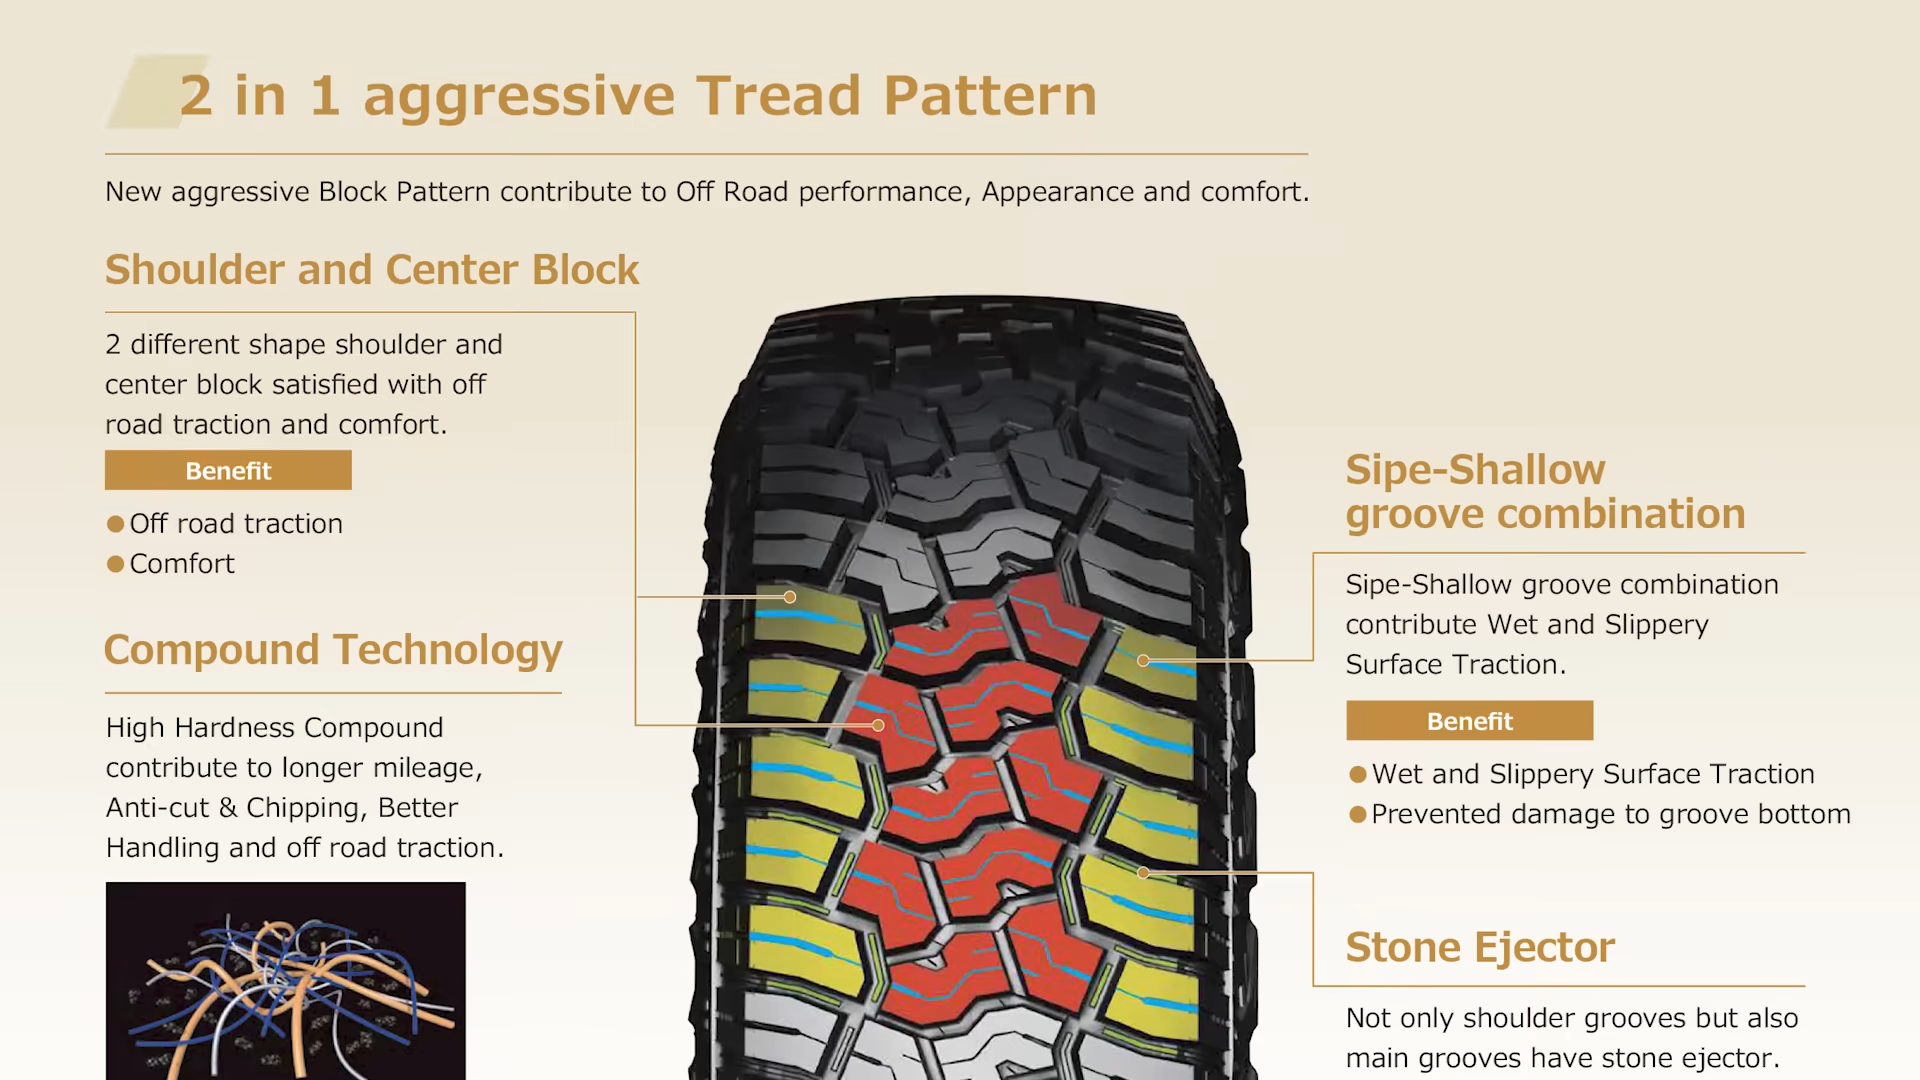 2 in 1 aggressive Tread Pattern
New aggressive Block Pattern contribute to Off Road performance, Appearance and comfort.
Shoulder and Center Block
2 different shape shoulder and
center block satisfied with off
road traction and comfort.
Benefit
Off road traction
Comfort
Compound Technology
High Hardness Compound
contribute to longer mileage,
Anti-cut & Chipping, Better
Handling and off road traction.
Sipe-Shallow
groove combination
Sipe-Shallow groove combination
contribute Wet and Slippery
Surface Traction.
Benefit
Wet and Slippery Surface Traction
Prevented damage to groove bottom
Stone Ejector
Not only shoulder grooves but also
main grooves have stone ejector.